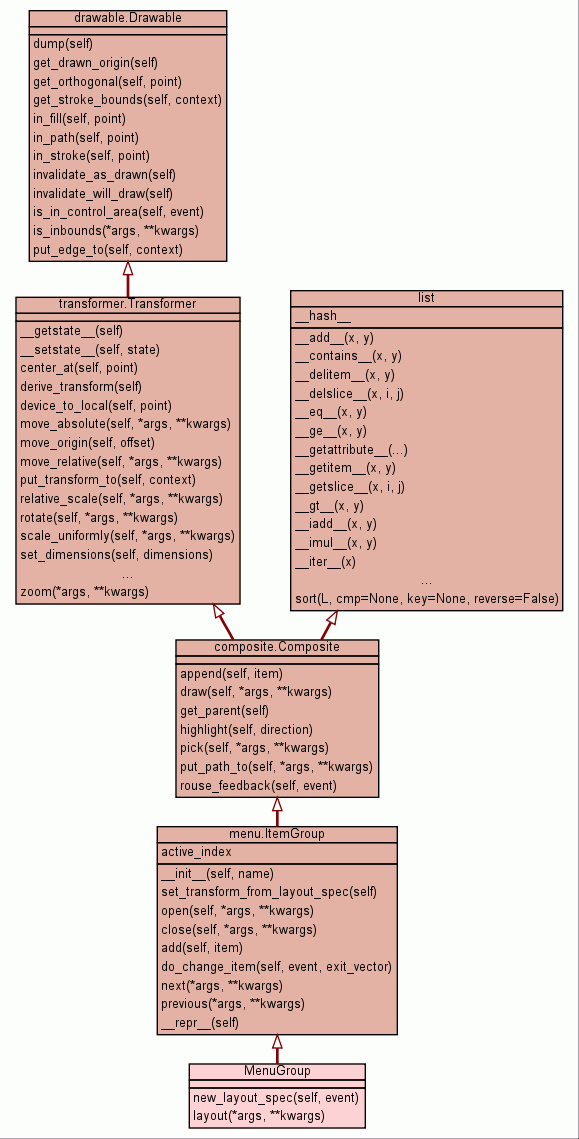 drawable.Drawable
dump(self)
get_drawn_origin(self)
get_orthogonal(self, point)
get_stroke_bounds(self, context)
in_fill(self, point)
in_path(self, point)
in_stroke(self, point)
invalidate_as_drawn(self)
invalidate_will_draw(self)
is_in_control_area(self, event)
is_inbounds(*args, **kwargs)
put_edge_to(self, context)
transformer.Transformer
__getstate__(self)
__setstate__(self, state)
center_at(self, point)
derive_transform(self)
device_to_local(self, point)
move_absolute(self, *args, **kwargs)
move_origin(self, offset)
move_relative(self, *args, **kwargs)
put_transform_to(self, context)
relative_scale(self, *args, **kwargs)
rotate(self, *args, **kwargs)
scale_uniformly(self, *args, **kwargs)
set_dimensions(self, dimensions)
...
zoom(*args, **kwargs)
list
__hash__
__add__(x, y)
__contains__(x, y)
__delitem__(x, y)
__delslice__(x, i, j)
__eq__(x, y)
__ge__(x, y)
__getattribute__(...)
__getitem__(x, y)
__getslice__(x, i, j)
__gt__(x, y)
__iadd__(x, y)
__imul__(x, y)
__iter__(x)
...
sort(L, cmp=None, key=None, reverse=False)
composite.Composite
append(self, item)
draw(self, *args, **kwargs)
get_parent(self)
highlight(self, direction)
pick(self, *args, **kwargs)
put_path_to(self, *args, **kwargs)
rouse_feedback(self, event)
menu.ItemGroup
active_index
__init__(self, name)
set_transform_from_layout_spec(self)
open(self, *args, **kwargs)
close(self, *args, **kwargs)
add(self, item)
do_change_item(self, event, exit_vector)
next(*args, **kwargs)
previous(*args, **kwargs)
__repr__(self)
MenuGroup
new_layout_spec(self, event)
layout(*args, **kwargs)